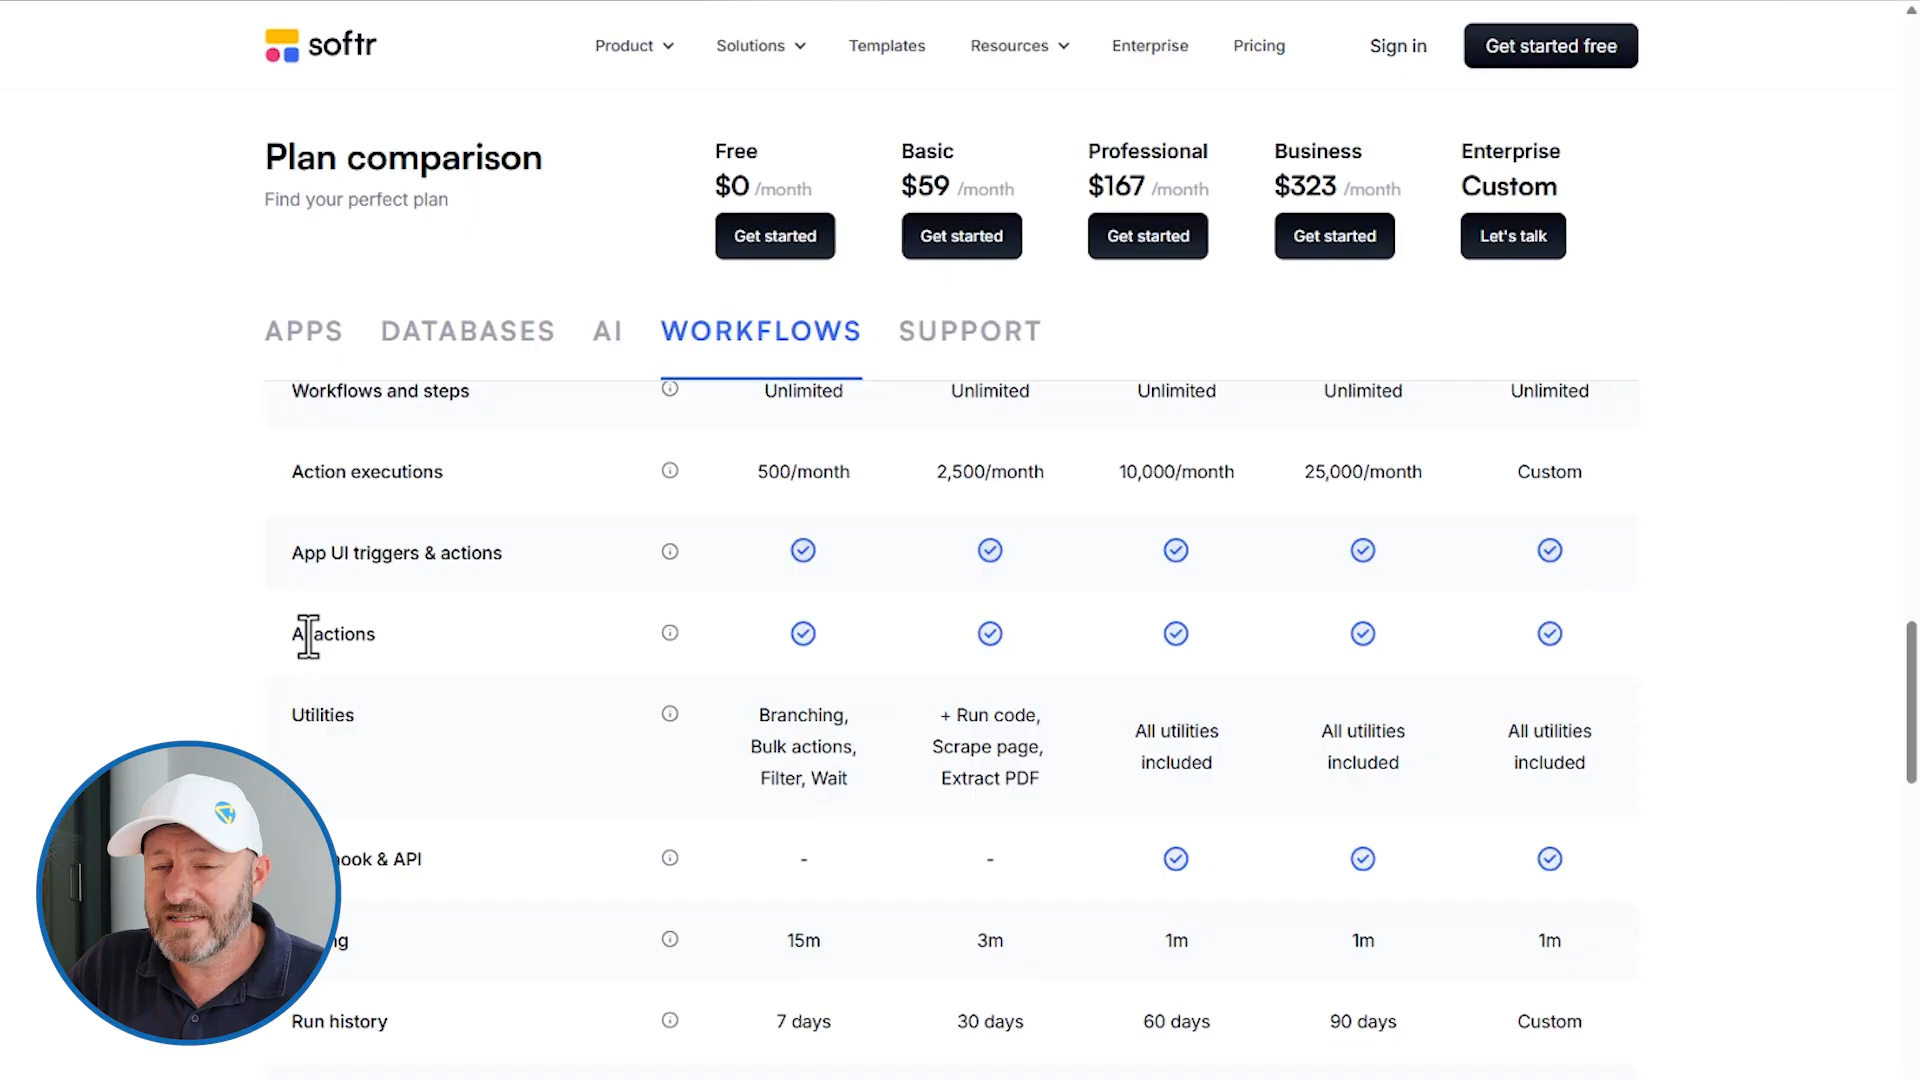 softr
Product Solutions Templates Resources Enterprise Pricing Sign in Get started free
Plan comparison
Find your perfect plan
Free Basic Professional Business Enterprise
$0 /month $59 /month $167 /month $323 /month Custom
Get started Get started Get started Get started Let's talk
APPS DATABASES AI WORKFLOWS SUPPORT
Workflows and steps Unlimited Unlimited Unlimited Unlimited Unlimited
Action executions 500/month 2,500/month 10,000/month 25,000/month Custom
App UI triggers & actions
AI actions
Utilities
Branching,
Bulk actions,
Filter, Wait
+ Run code,
Scrape page,
Extract PDF
All utilities
included
All utilities
included
All utilities
included
& API - -
15m 3m 1m 1m 1m
Run history 7 days 30 days 60 days 90 days Custom